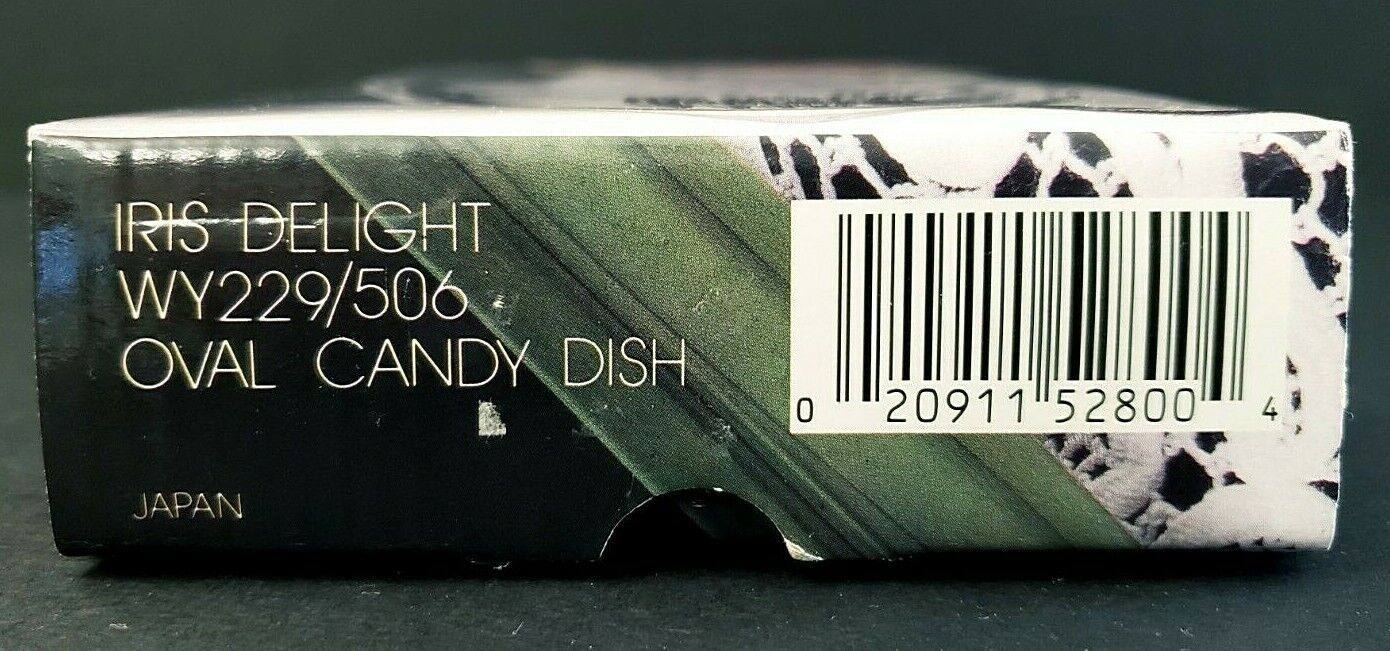 IRIS DELIGHT
WY229/506
OVAL CANDY DISH
JAPAN
0 20911 52800 4